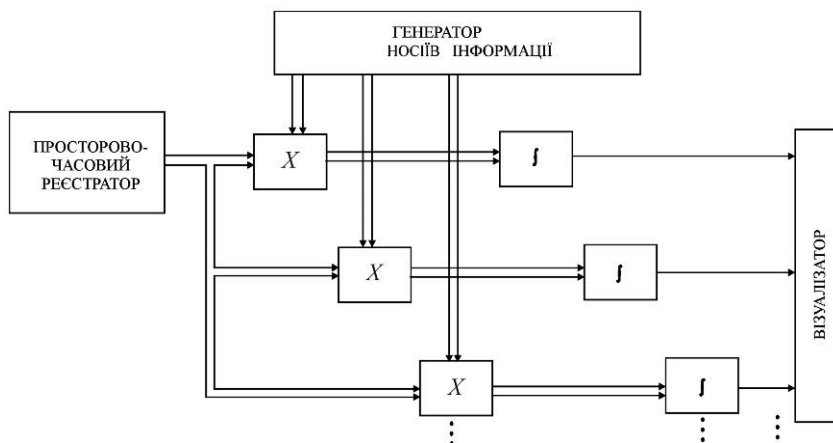 ГЕНЕРАТОР
НОСІЇВ ІНФОРМАЦІЇ
ПРОСТОРОВО-
ЧАСОВИЙ
РЕЄСТРАТОР
X
∫
X
∫
X
∫
ВІЗУАЛІЗАТОР